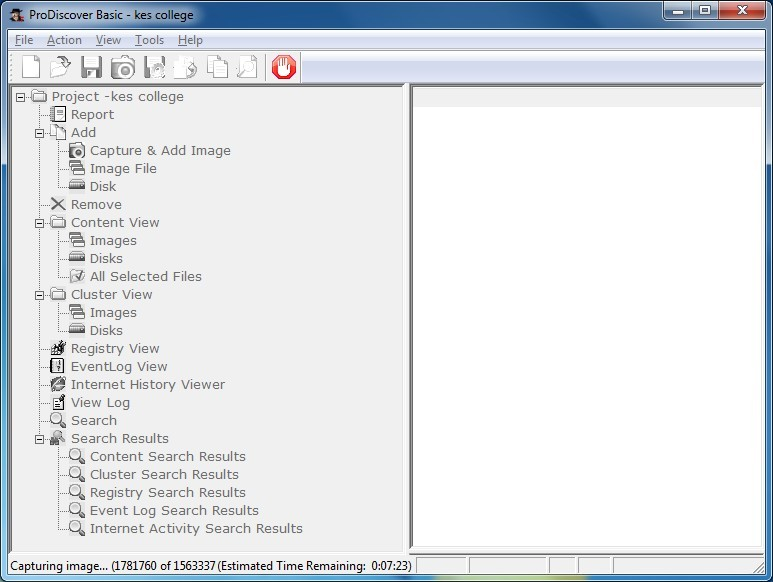 ProDiscover Basic - kes college
File Action View Tools Help
Project -kes college
Report
Add
Capture & Add Image
Image File
Disk
Remove
Content View
Images
Disks
All Selected Files
Cluster View
Images
Disks
Registry View
EventLog View
Internet History Viewer
View Log
Search
Search Results
Content Search Results
Cluster Search Results
Registry Search Results
Event Log Search Results
Internet Activity Search Results
Capturing image... (1781760 of 1563337 (Estimated Time Remaining: 0:07:23)